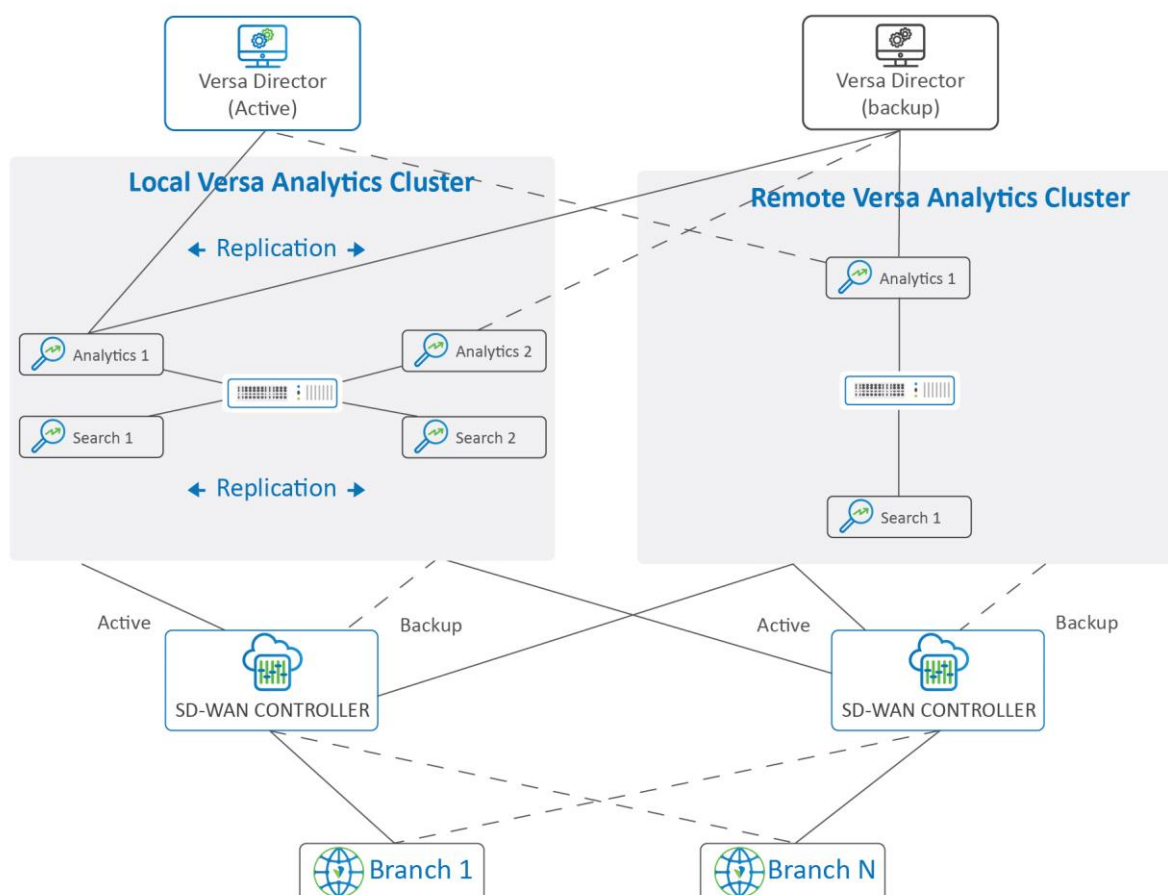 Versa Director
(Active)
Versa Director
(backup)
Local Versa Analytics Cluster
Remote Versa Analytics Cluster
Replication
Analytics 1
Analytics 1
Analytics 2
Search 1
Search 2
Replication
Search 1
Active
Backup
Active
Backup
SD-WAN CONTROLLER
SD-WAN CONTROLLER
Branch 1
Branch N